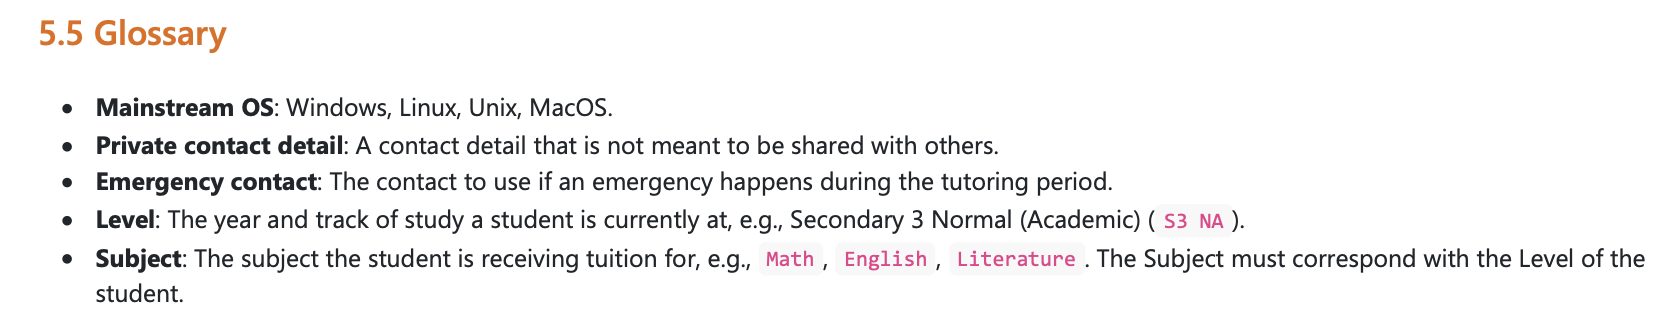 5.5 Glossary
• Mainstream OS: Windows, Linux, Unix, MacOS.
• Private contact detail: A contact detail that is not meant to be shared with others.
• Emergency contact: The contact to use if an emergency happens during the tutoring period.
• Level: The year and track of study a student is currently at, e.g., Secondary 3 Normal (Academic) ( S3 NA ).
• Subject: The subject the student is receiving tuition for, e.g., Math , English , Literature . The Subject must correspond with the Level of the
student.